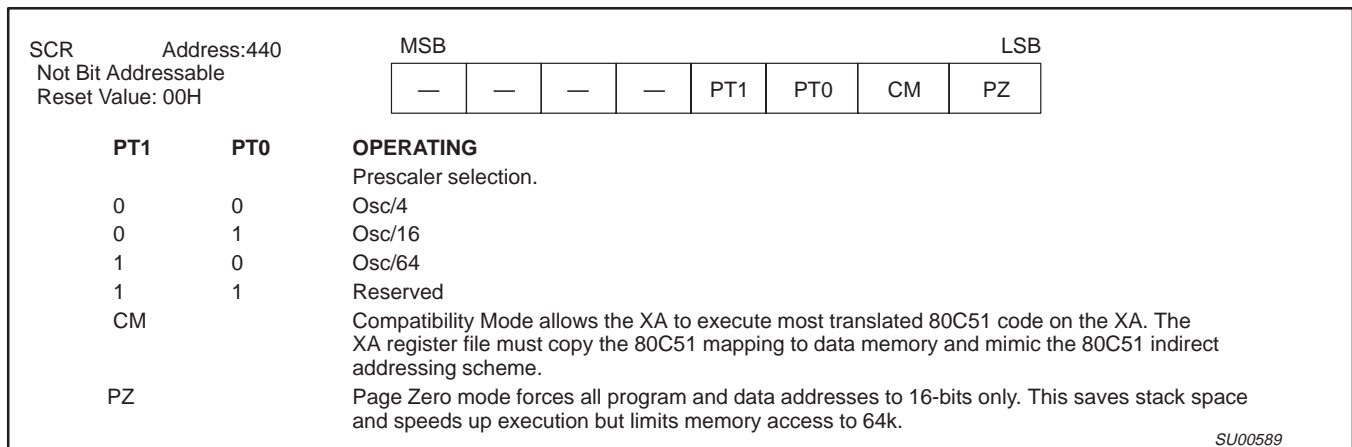 SCR Address:440 MSB LSB
Not Bit Addressable
Reset Value: 00H
— — — — PT1 PT0 CM PZ
PT1 PT0 OPERATING
Prescaler selection.
0 0 Osc/4
0 1 Osc/16
1 0 Osc/64
1 1 Reserved
CM Compatibility Mode allows the XA to execute most translated 80C51 code on the XA. The
XA register file must copy the 80C51 mapping to data memory and mimic the 80C51 indirect
addressing scheme.
PZ Page Zero mode forces all program and data addresses to 16-bits only. This saves stack space
and speeds up execution but limits memory access to 64k.
SU00589